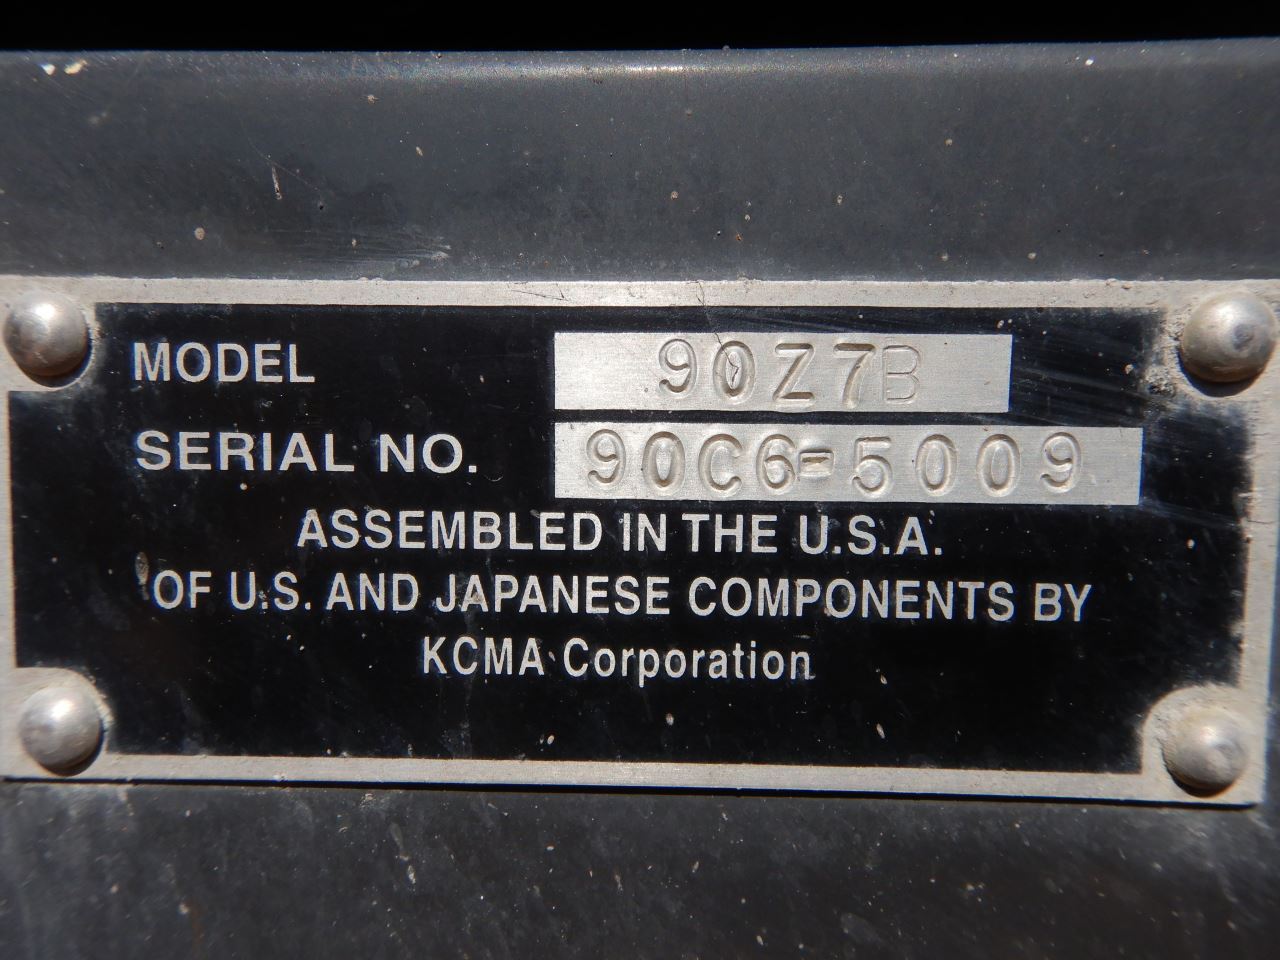 MODEL 90Z7B
SERIAL NO. 90C6-5009
ASSEMBLED IN THE U.S.A.
OF U.S. AND JAPANESE COMPONENTS BY
KCMA Corporation